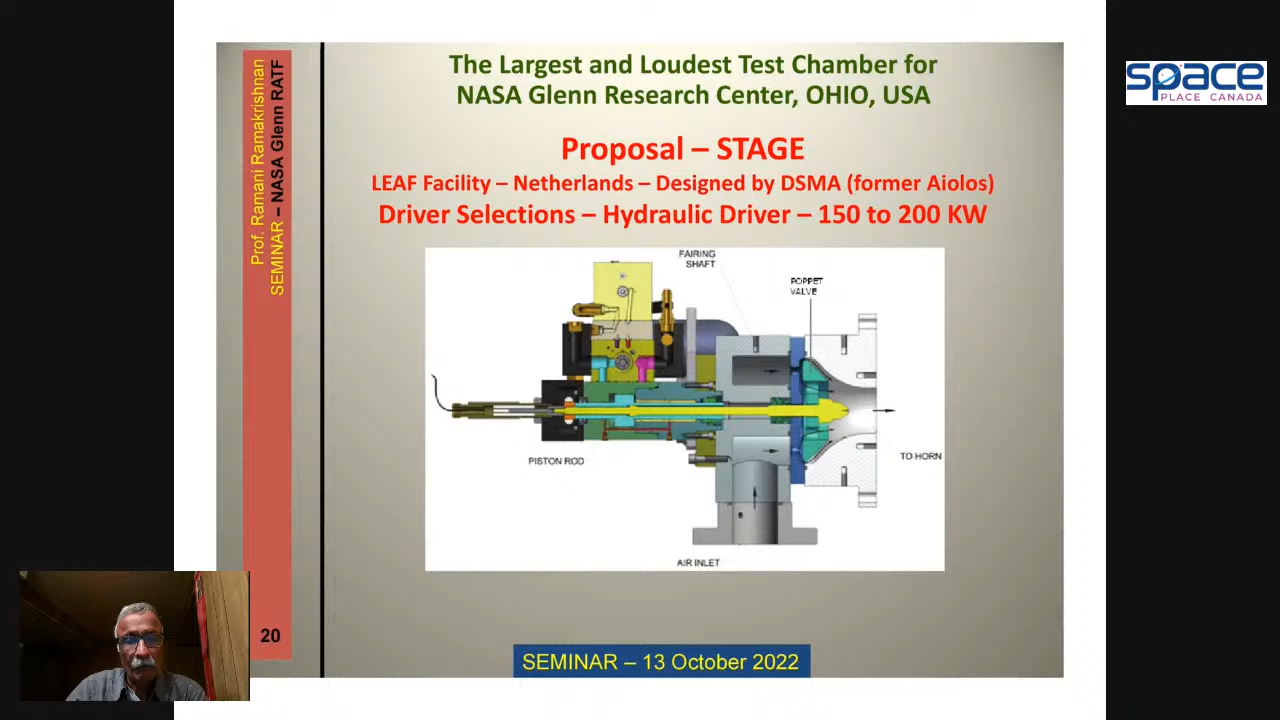 The Largest and Loudest Test Chamber for
NASA Glenn Research Center, OHIO, USA
Proposal – STAGE
LEAF Facility – Netherlands – Designed by DSMA (former Aiolos)
Driver Selections – Hydraulic Driver – 150 to 200 KW
FAIRING
SHAFT
POPPET
VALVE
PISTON ROD
TO HORN
AIR INLET
Prof. Ramani Ramakrishnan
SEMINAR – NASA Glenn RATF
20
SEMINAR – 13 October 2022
space
PLACE CANADA